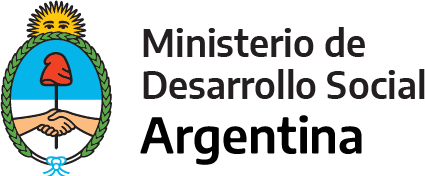 Ministerio de
Desarrollo Social
Argentina